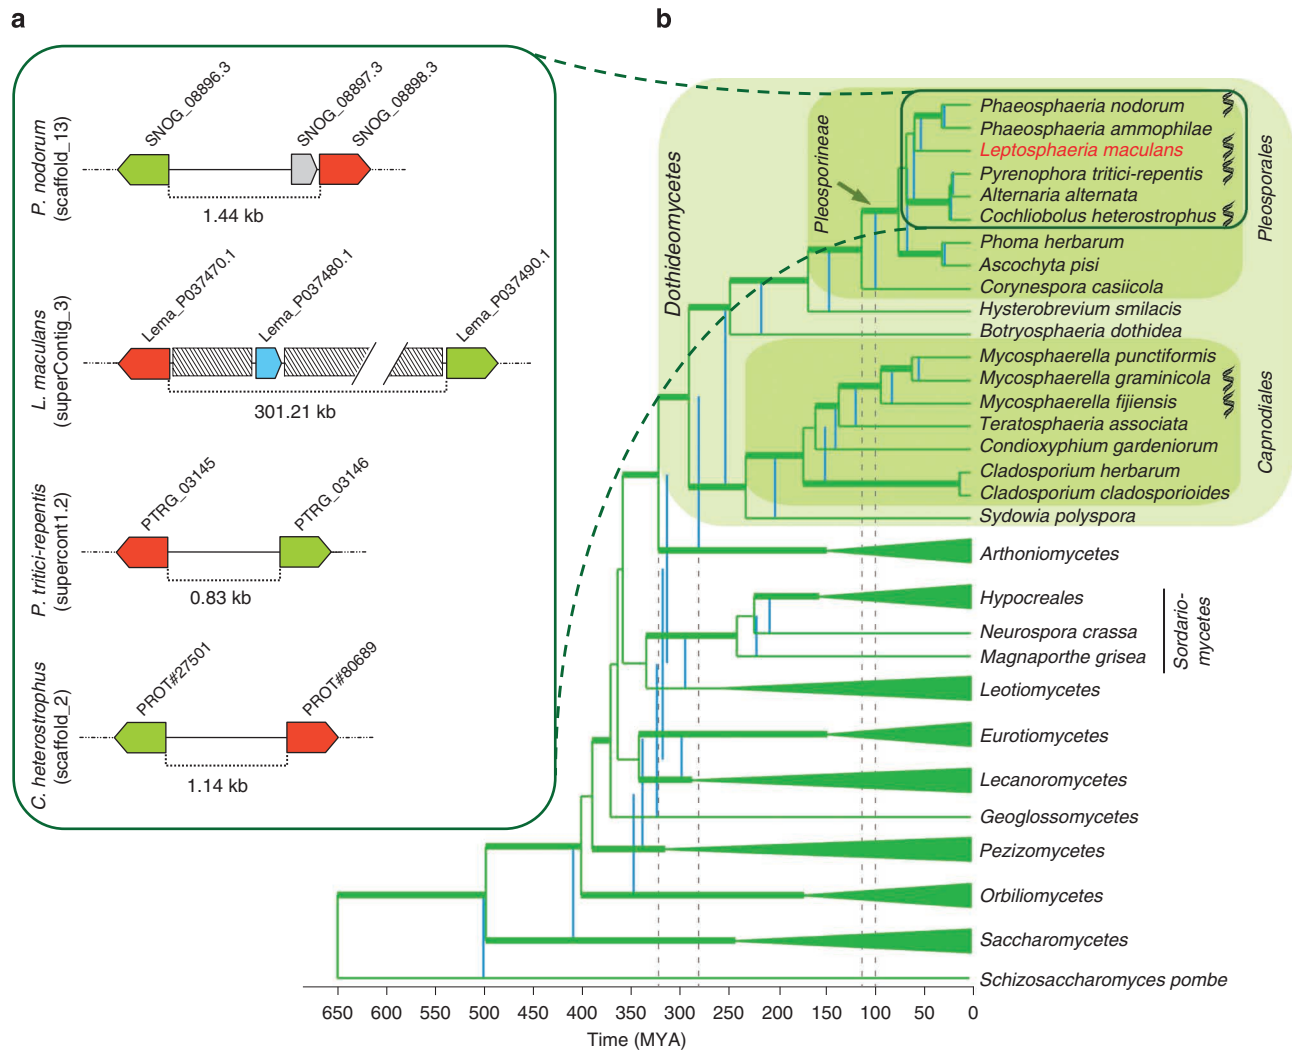 a
SNOG_08896.3
SNOG_08897.3
SNOG_08898.3
P. nodorum
(scaffold_13)
1.44 kb
Lema_P037470.1
Lema_P037480.1
Lema_P037490.1
L. maculans
(superContig_3)
301.21 kb
PTRG_03145
PTRG_03146
P. tritici-repentis
(supercont1.2)
0.83 kb
PROT#27501
PROT#80689
C. heterostrophus
(scaffold_2)
1.14 kb
b
Dothideomycetes
Pleosporineae
Pleosporales
Capnodiales
Phaeosphaeria nodorum
Phaeosphaeria ammophilae
Leptosphaeria maculans
Pyrenophora tritici-repentis
Alternaria alternata
Cochliobolus heterostrophus
Phoma herbarum
Ascochyta pisi
Corynespora casiicola
Hysterobrevium smilacis
Botryosphaeria dothidea
Mycosphaerella punctiformis
Mycosphaerella graminicola
Mycosphaerella fijiensis
Teratosphaeria associata
Condioxyphium gardeniorum
Cladosporium herbarum
Cladosporium cladosporioides
Sydowia polyspora
Arthoniomycetes
Hypocreales
Neurospora crassa
Magnaporthe grisea
Sordario-
mycetes
Leotiomycetes
Eurotiomycetes
Lecanoromycetes
Geoglossomycetes
Pezizomycetes
Orbiliomycetes
Saccharomycetes
Schizosaccharomyces pombe
650 600 550 500 450 400 350 300 250 200 150 100 50 0
Time (MYA)